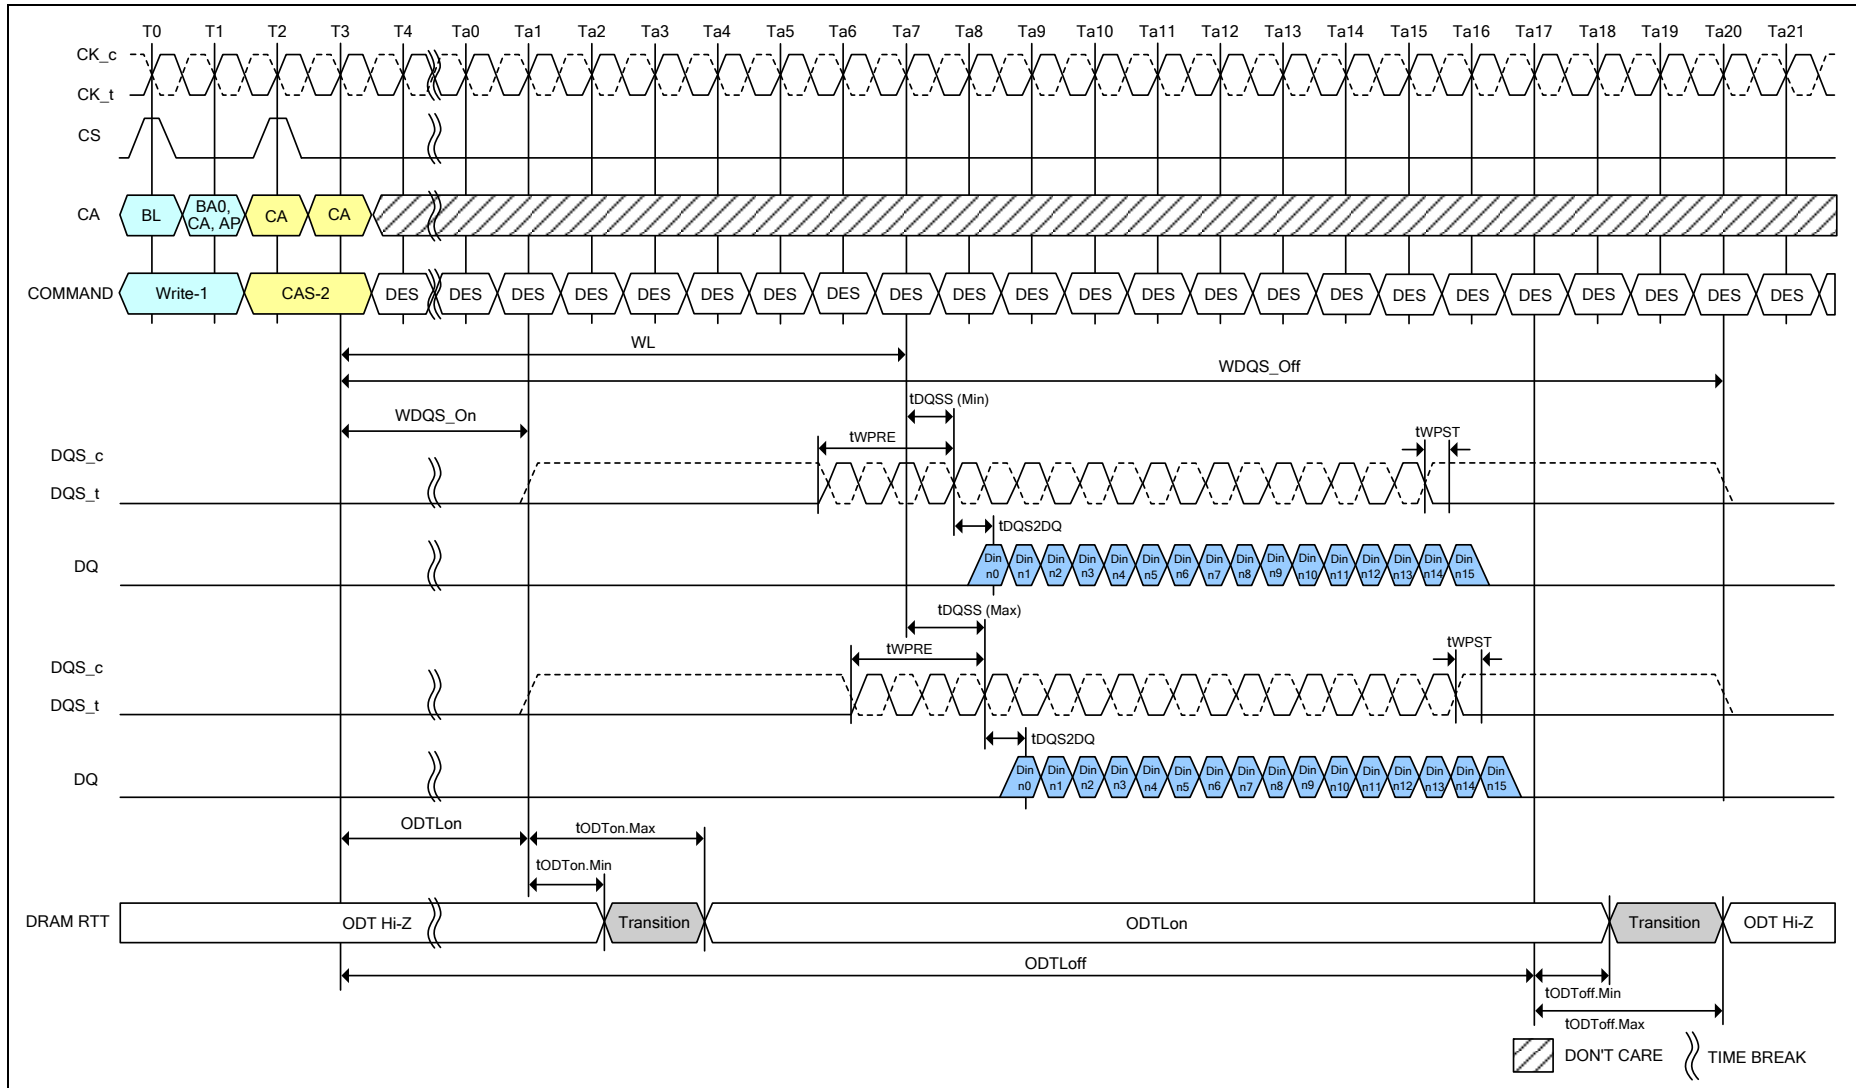 T0 T1 T2 T3 T4 Ta0 Ta1 Ta2 Ta3 Ta4 Ta5 Ta6 Ta7 Ta8 Ta9 Ta10 Ta11 Ta12 Ta13 Ta14 Ta15 Ta16 Ta17 Ta18 Ta19 Ta20 Ta21
CK_c
CK_t
CS
CA BL BA0, CA, AP CA CA
COMMAND Write-1 CAS-2 DES DES DES DES DES DES DES DES DES DES DES DES DES DES DES DES DES DES DES DES DES DES DES
WL
WDQS_Off
tDQSS (Min)
WDQS_On
tWPRE tWPST
DQS_c
DQS_t
tDQS2DQ
DQ Din n0 Din n1 Din n2 Din n3 Din n4 Din n5 Din n6 Din n7 Din n8 Din n9 Din n10 Din n11 Din n12 Din n13 Din n14 Din n15
tDQSS (Max)
tWPRE tWPST
DQS_c
DQS_t
tDQS2DQ
DQ Din n0 Din n1 Din n2 Din n3 Din n4 Din n5 Din n6 Din n7 Din n8 Din n9 Din n10 Din n11 Din n12 Din n13 Din n14 Din n15
ODTLon tODTon.Max
tODTon.Min
DRAM RTT ODT Hi-Z Transition ODTLon Transition ODT Hi-Z
ODTLoff
tODToff.Min
tODToff.Max
DON'T CARE TIME BREAK